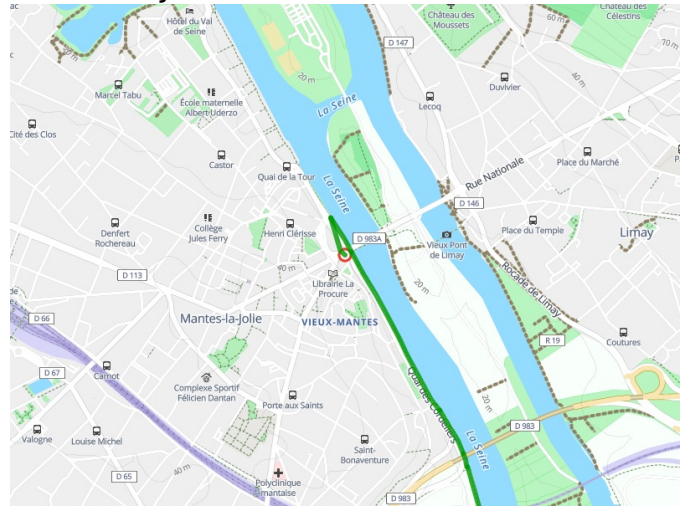 Hôtel du Val
de Seine
Château des
Moussets
Château des
Célestins
60 m
70 m
20 m
D 147
40 m
Marcel Tabu
École maternelle
Albert Uderzo
Duvivier
Lecoq
La Seine
Cité des Clos
Castor
Place du Marché
Quai de la Tour
La Seine
Rue Nationale
D 146
Denfert
Rochereau
Collège
Jules Ferry
Henri Clérisse
D 983A
Vieux Pont
de Limay
Place du Temple
Limay
40 m
D 113
Librairie La
Procure
20 m
Rocade de Limay
D 66
Mantes-la-Jolie
VIEUX-MANTES
R 19
Coutures
D 67
Carnot
Complexe Sportif
Félicien Dantan
Quai des Cordeliers
Porte aux Saints
20 m
Valogne
Louise Michel
D 983
La Seine
Saint-
Bonaventure
40 m
D 65
Polyclinique
mantaise
D 983